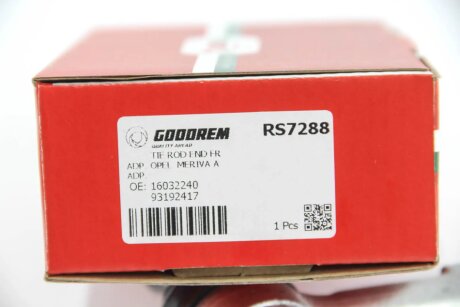 GOODREM
QUALITY AHEAD
RS7288
TIE ROD END FR
ADP. OPEL MERIVA A
ADP.
OE: 16032240
93192417
1 Pcs